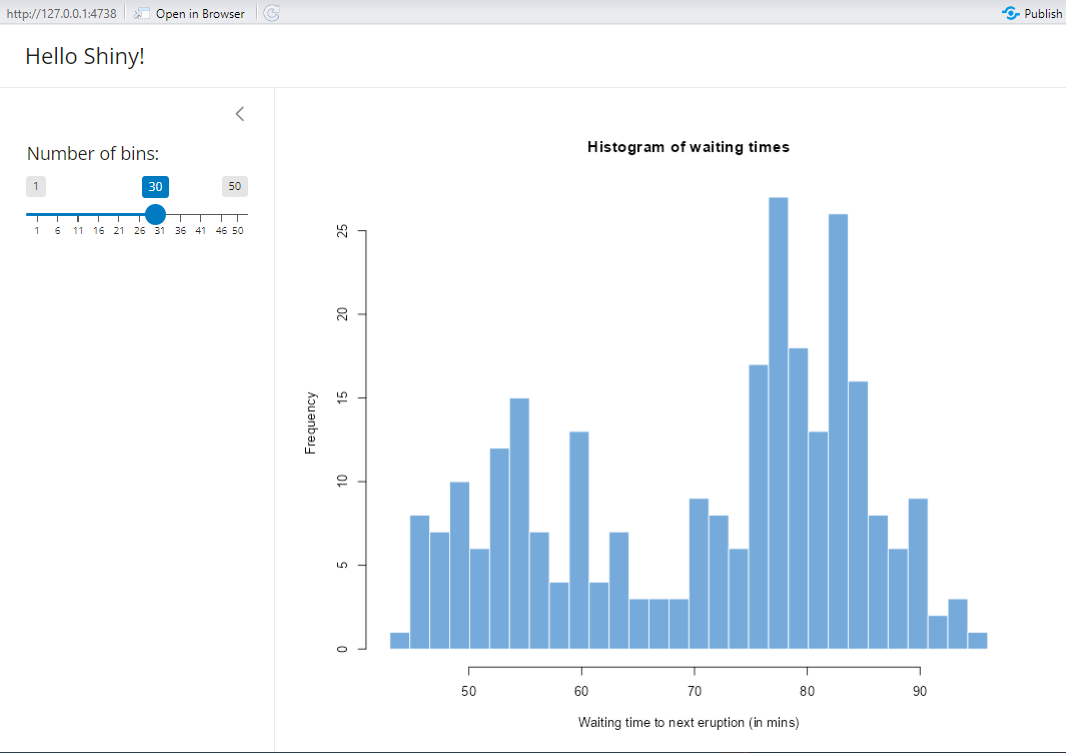 http://127.0.0.1:4738 Open in Browser Publish
Hello Shiny!
Number of bins:
1 30 50
1 6 11 16 21 26 31 36 41 46 50
Histogram of waiting times
Frequency
25
20
15
10
5
0
50 60 70 80 90
Waiting time to next eruption (in mins)